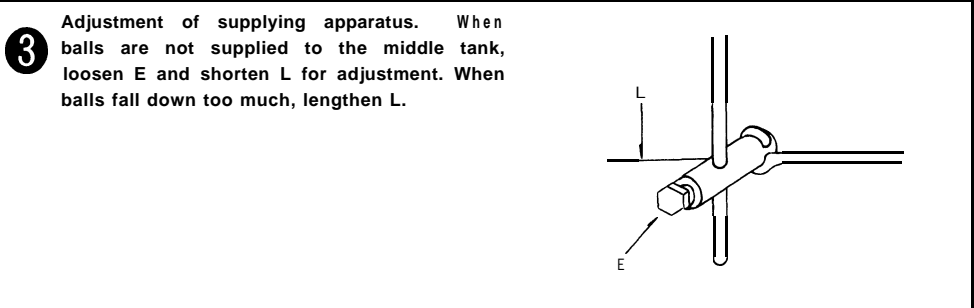 3
Adjustment of supplying apparatus. When
balls are not supplied to the middle tank,
loosen E and shorten L for adjustment. When
balls fall down too much, lengthen L.
L
E